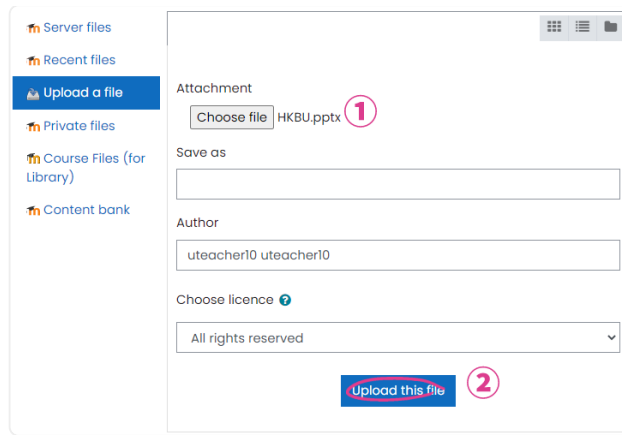 Server files
Recent files
Upload a file
Private files
Course Files (for
Library)
Content bank
Attachment
Choose file HKBU.pptx 1
Save as
Author
uteacher10 uteacher10
Choose licence ?
All rights reserved
Upload this file 2